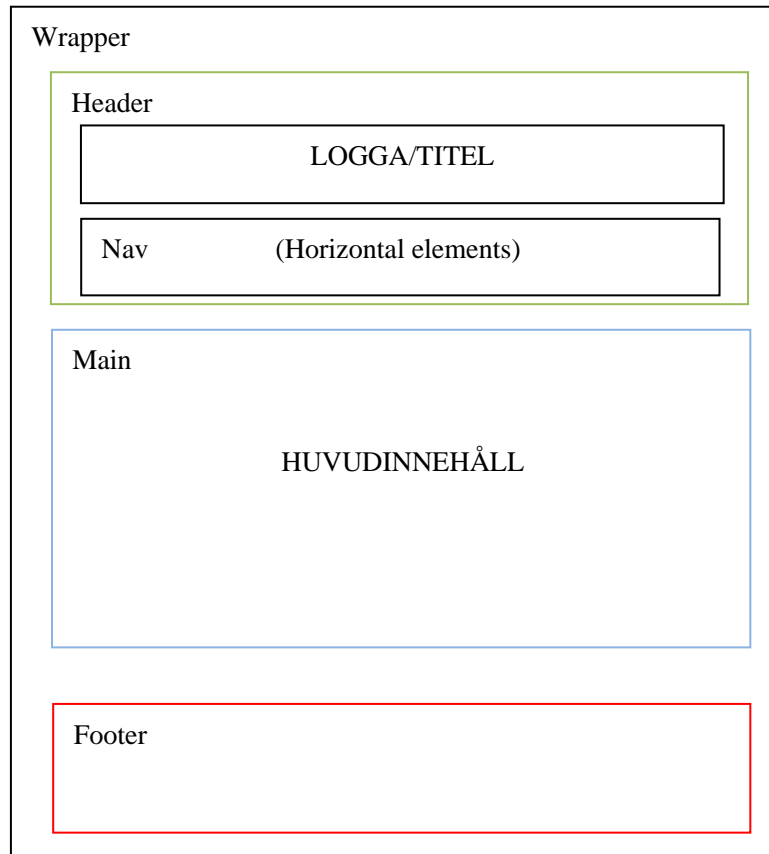 Wrapper
Header
LOGGA/TITEL
Nav (Horizontal elements)
Main
HUVUDINNEHÅLL
Footer